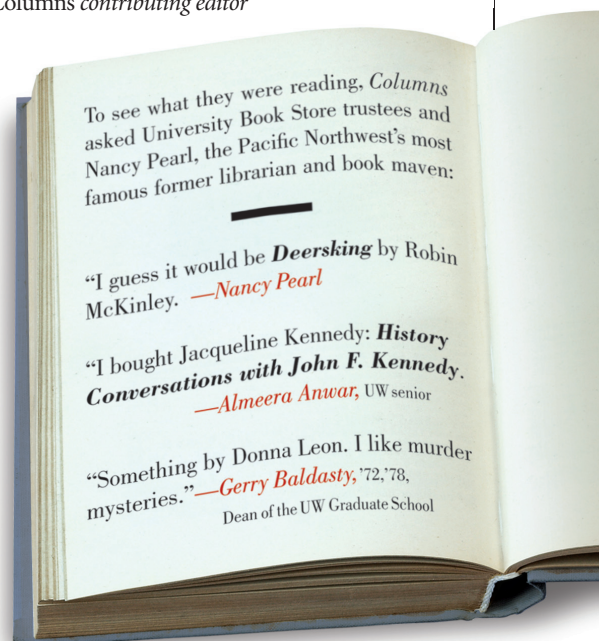 Columns contributing editor
To see what they were reading, Columns
asked University Book Store trustees and
Nancy Pearl, the Pacific Northwest's most
famous former librarian and book maven:
“I guess it would be Deersking by Robin
McKinley. —Nancy Pearl
“I bought Jacqueline Kennedy: History
Conversations with John F. Kennedy.
—Almeera Anwar, UW senior
“Something by Donna Leon. I like murder
mysteries.”—Gerry Baldasty, ’72,’78,
Dean of the UW Graduate School